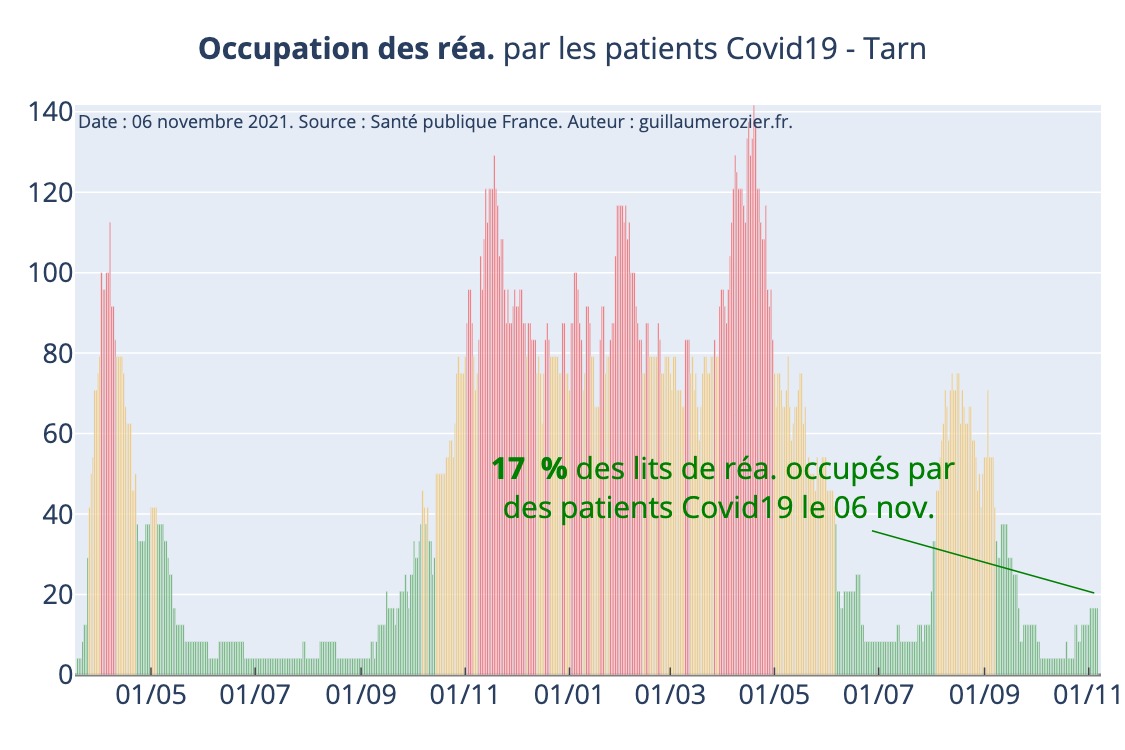 Occupation des réa. par les patients Covid19 - Tarn
Date : 06 novembre 2021. Source : Santé publique France. Auteur : guillaumerozier.fr.
140
120
100
80
60
40
20
0
17 % des lits de réa. occupés par
des patients Covid19 le 06 nov.
01/05 01/07 01/09 01/11 01/01 01/03 01/05 01/07 01/09 01/11